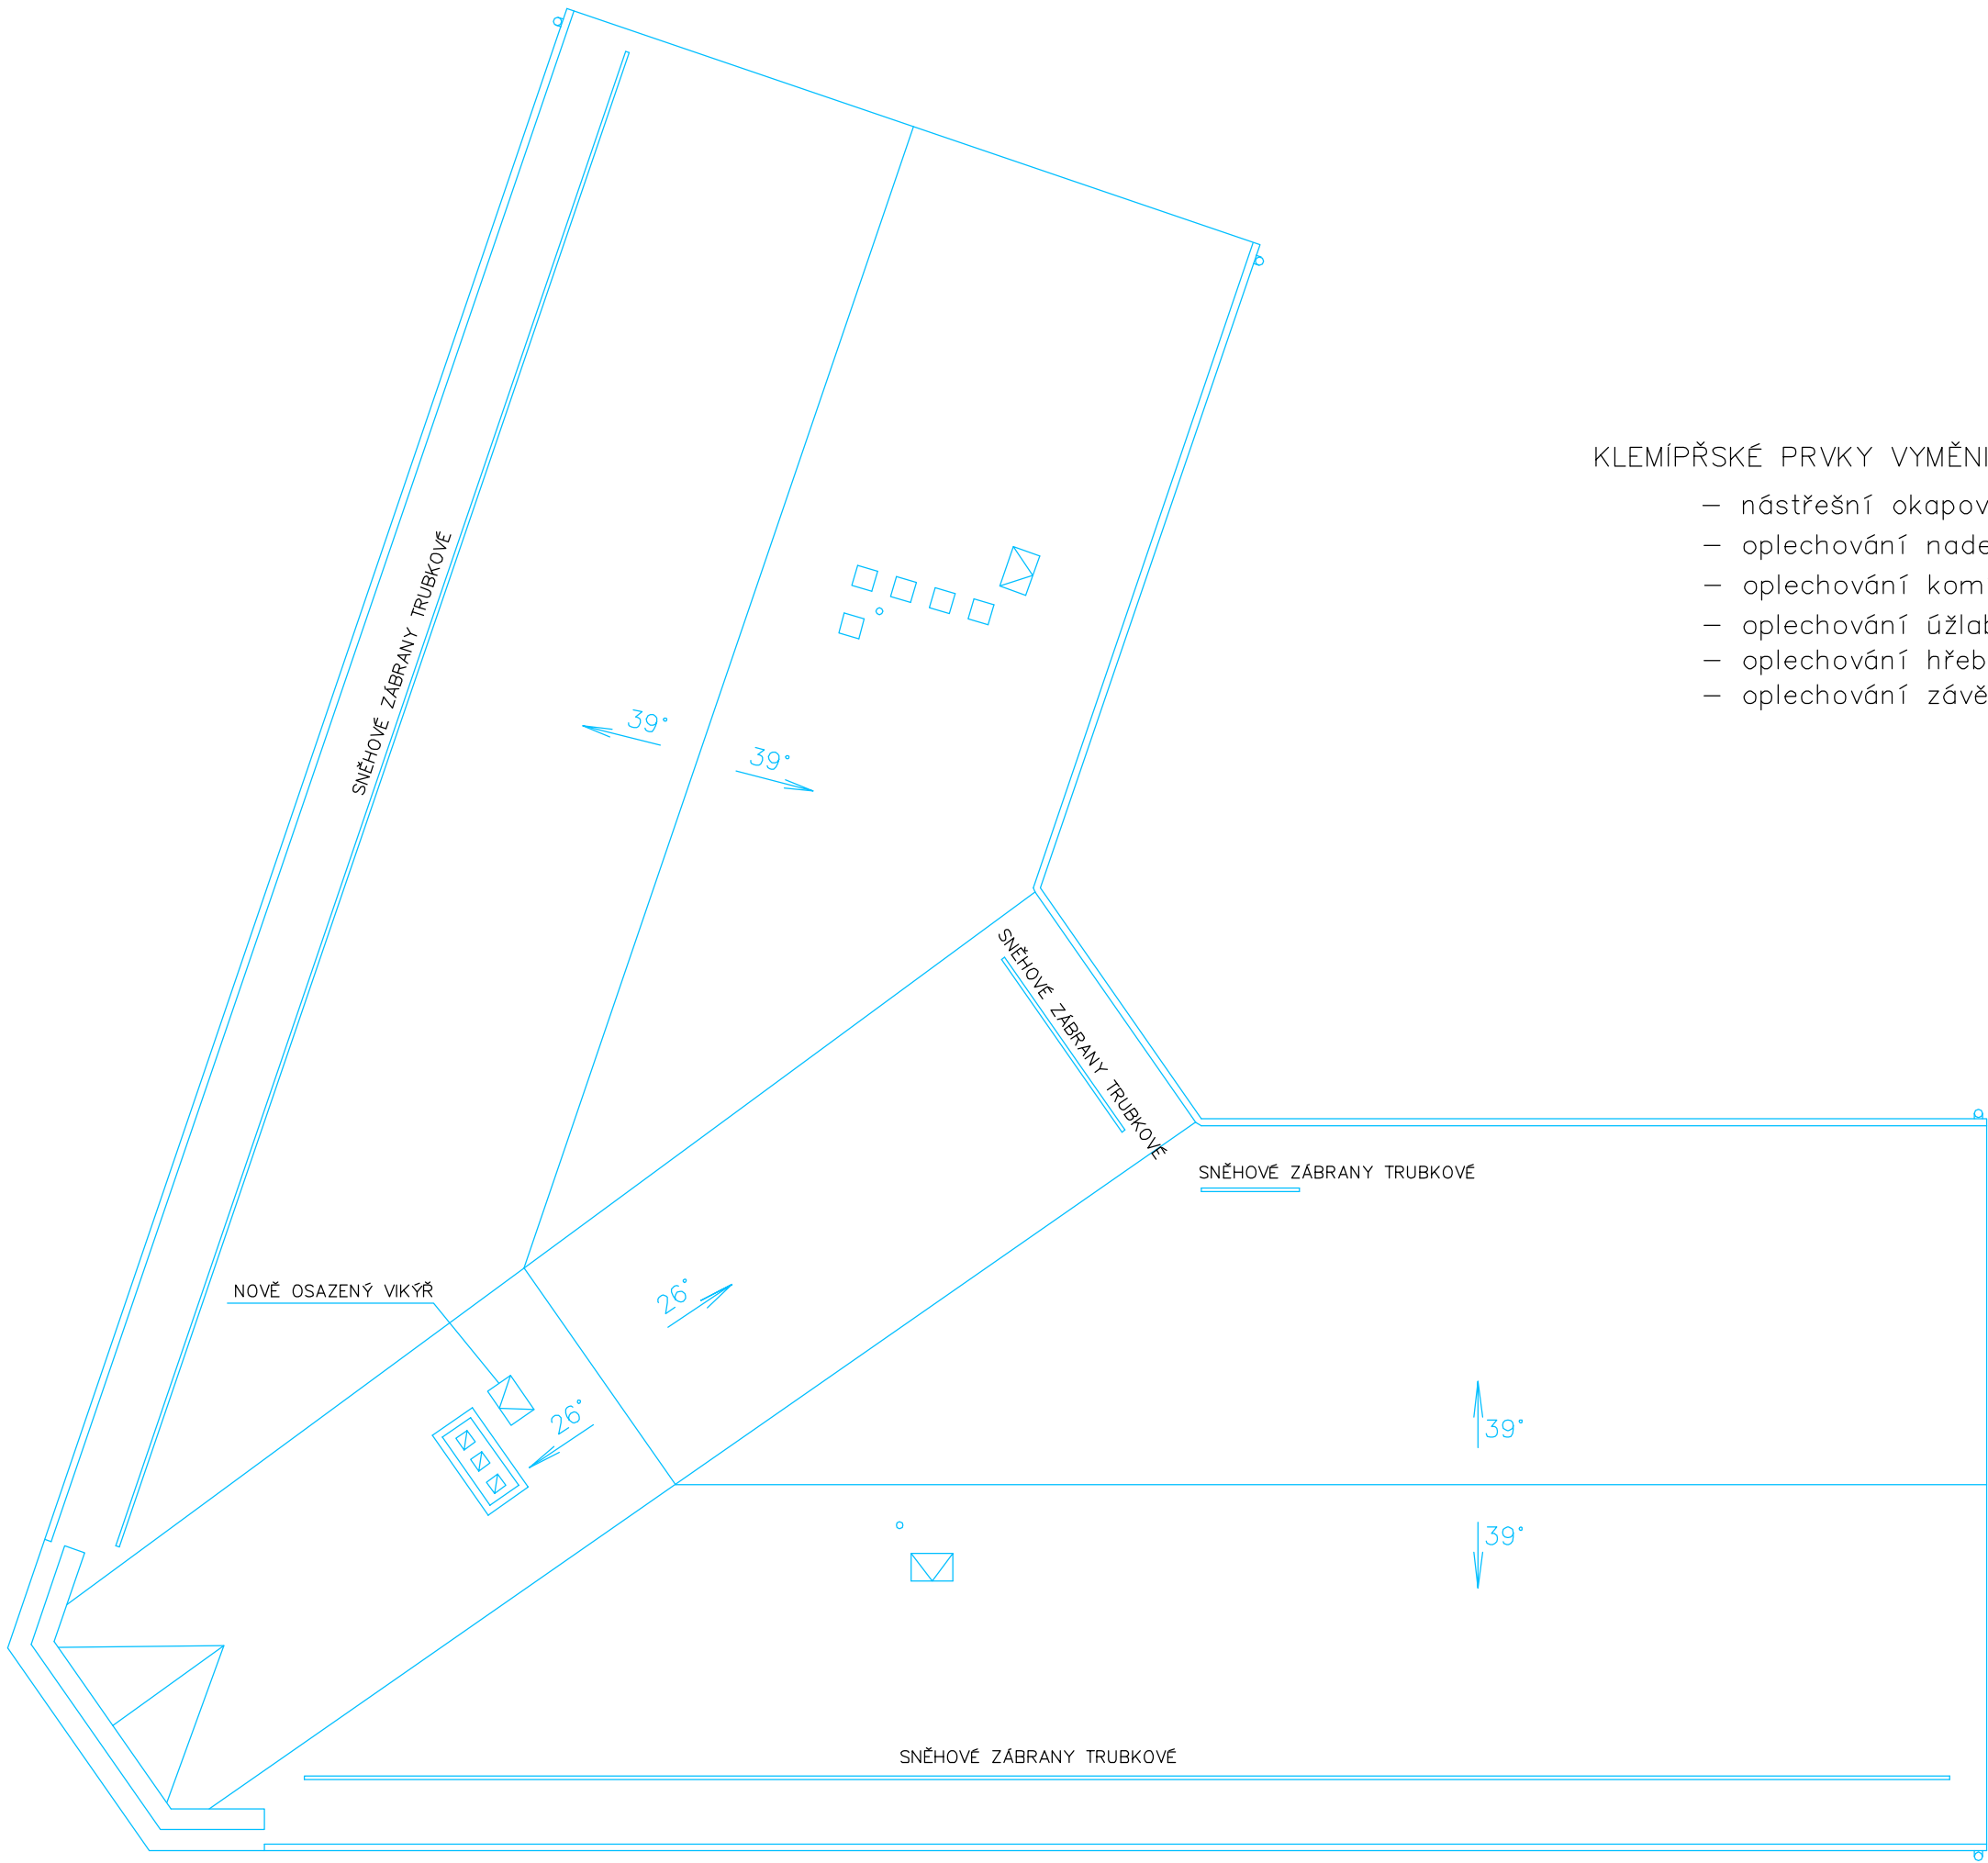 KLEMÍPŘSKÉ PRVKY VYMĚNI
— nástřešní okapov
— oplechování nade
— oplechování kom
— oplechování úžlab
— oplechování hřeb
— oplechování závě
SNĚHOVÉ ZÁBRANY TRUBKOVÉ
39°
39°
SNĚHOVÉ ZÁBRANY TRUBKOVÉ
SNĚHOVÉ ZÁBRANY TRUBKOVÉ
NOVĚ OSAZENÝ VIKÝŘ
26°
26°
39°
39°
SNĚHOVÉ ZÁBRANY TRUBKOVÉ